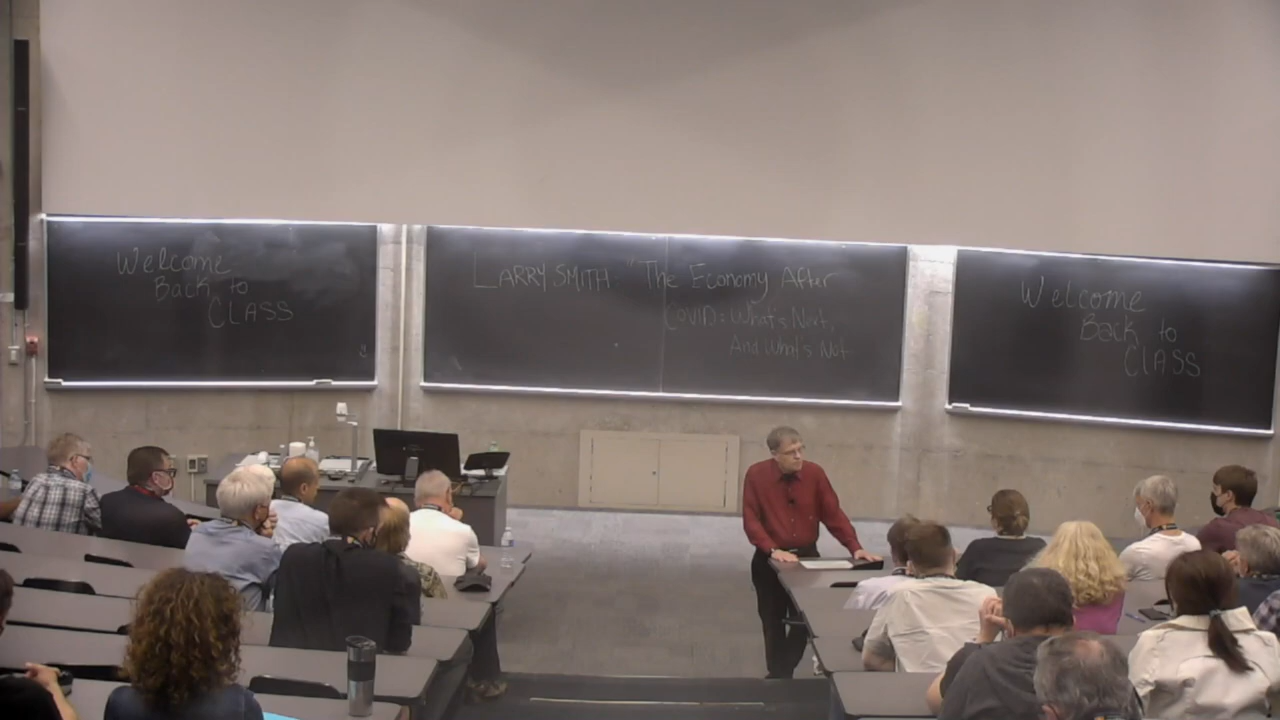 Welcome
Back to
CLASS
LARRY SMITH: "The Economy After
COVID: What's Next,
And What's Not
Welcome
Back to
CLASS